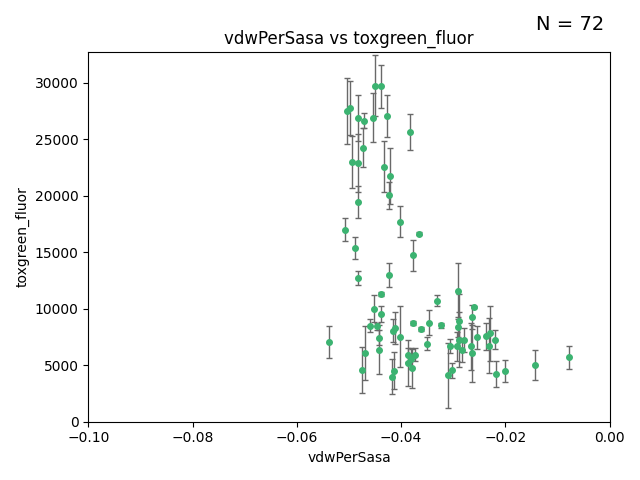 N = 72
vdwPerSasa vs toxgreen_fluor
toxgreen_fluor
30000
25000
20000
15000
10000
5000
0
−0.10 −0.08 −0.06 −0.04 −0.02 0.00
vdwPerSasa